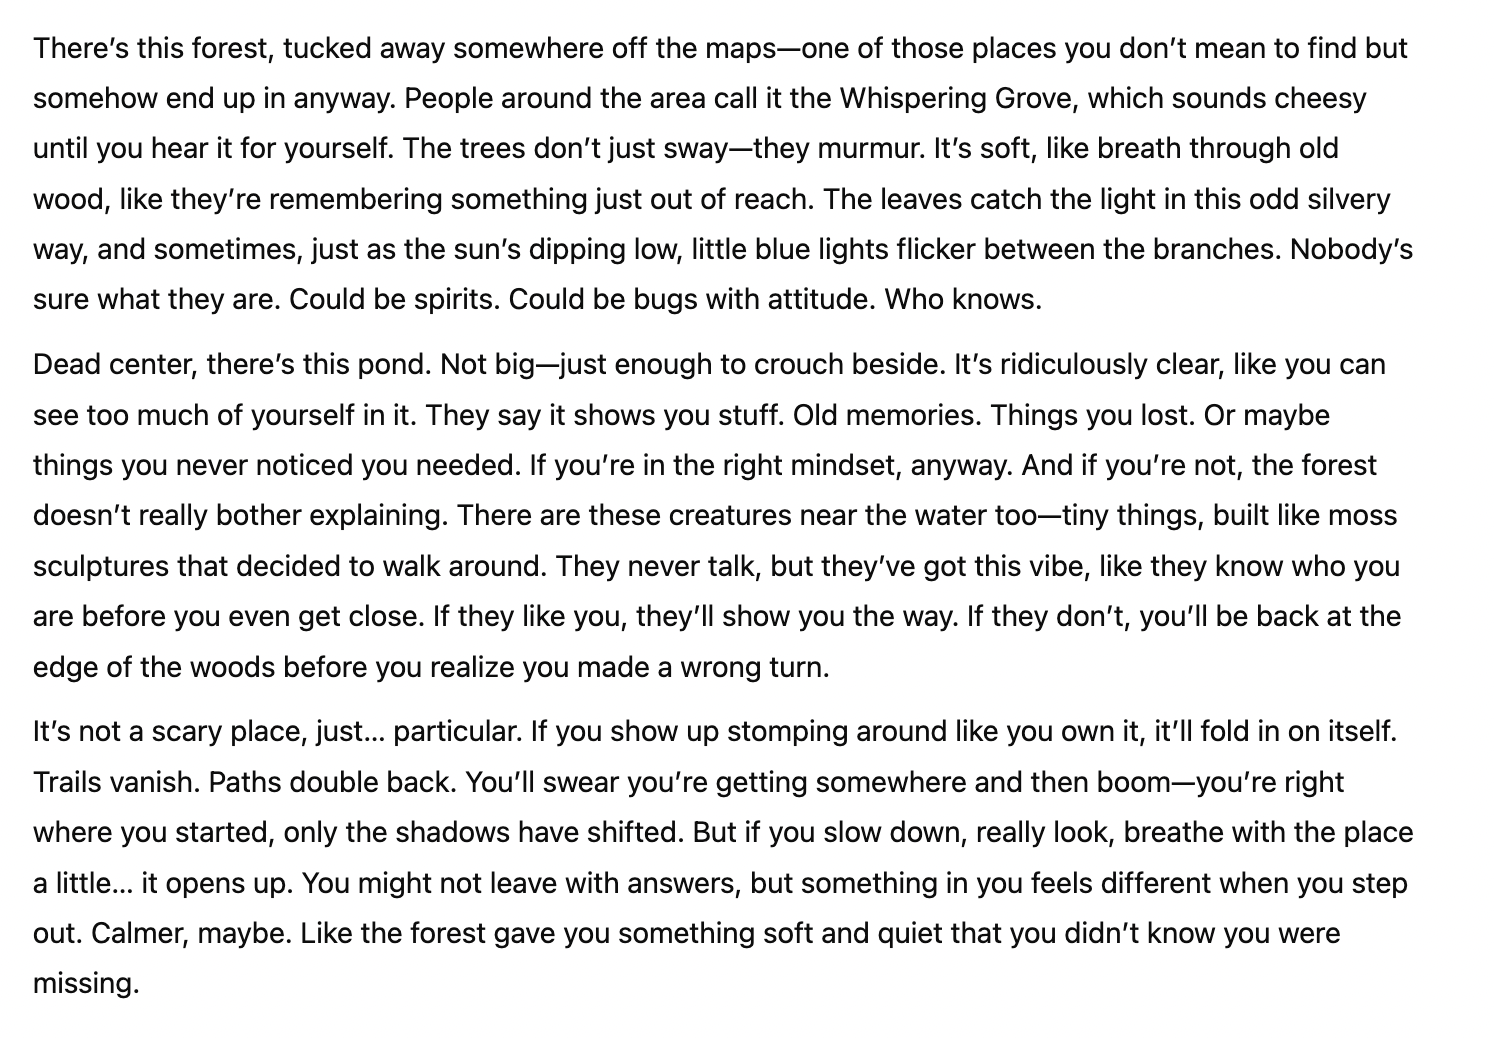 There’s this forest, tucked away somewhere off the maps—one of those places you don’t mean to find but
somehow end up in anyway. People around the area call it the Whispering Grove, which sounds cheesy
until you hear it for yourself. The trees don’t just sway—they murmur. It’s soft, like breath through old
wood, like they’re remembering something just out of reach. The leaves catch the light in this odd silvery
way, and sometimes, just as the sun’s dipping low, little blue lights flicker between the branches. Nobody’s
sure what they are. Could be spirits. Could be bugs with attitude. Who knows.
Dead center, there’s this pond. Not big—just enough to crouch beside. It’s ridiculously clear, like you can
see too much of yourself in it. They say it shows you stuff. Old memories. Things you lost. Or maybe
things you never noticed you needed. If you’re in the right mindset, anyway. And if you’re not, the forest
doesn’t really bother explaining. There are these creatures near the water too—tiny things, built like moss
sculptures that decided to walk around. They never talk, but they’ve got this vibe, like they know who you
are before you even get close. If they like you, they’ll show you the way. If they don’t, you’ll be back at the
edge of the woods before you realize you made a wrong turn.
It’s not a scary place, just... particular. If you show up stomping around like you own it, it’ll fold in on itself.
Trails vanish. Paths double back. You’ll swear you’re getting somewhere and then boom—you’re right
where you started, only the shadows have shifted. But if you slow down, really look, breathe with the place
a little... it opens up. You might not leave with answers, but something in you feels different when you step
out. Calmer, maybe. Like the forest gave you something soft and quiet that you didn’t know you were
missing.